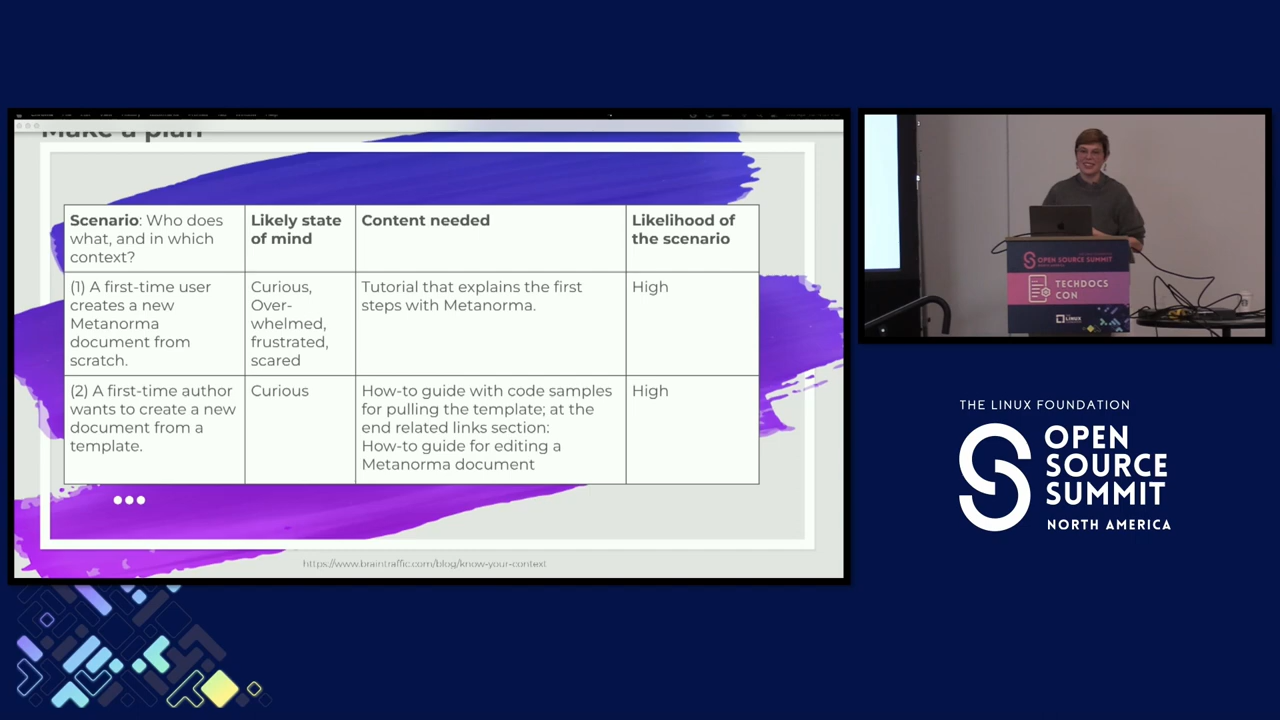 Make a plan
Scenario: Who does
what, and in which
context?
Likely state
of mind
Content needed
Likelihood of
the scenario
(1) A first-time user
creates a new
Metanorma
document from
scratch.
Curious,
Over-
whelmed,
frustrated,
scared
Tutorial that explains the first
steps with Metanorma.
High
(2) A first-time author
wants to create a new
document from a
template.
Curious
How-to guide with code samples
for pulling the template; at the
end related links section:
How-to guide for editing a
Metanorma document
High
https://www.braintraffic.com/blog/know-your-context
OPEN SOURCE SUMMIT
TECHDOCS
CON
THE LINUX FOUNDATION
OPEN
SOURCE
SUMMIT
NORTH AMERICA